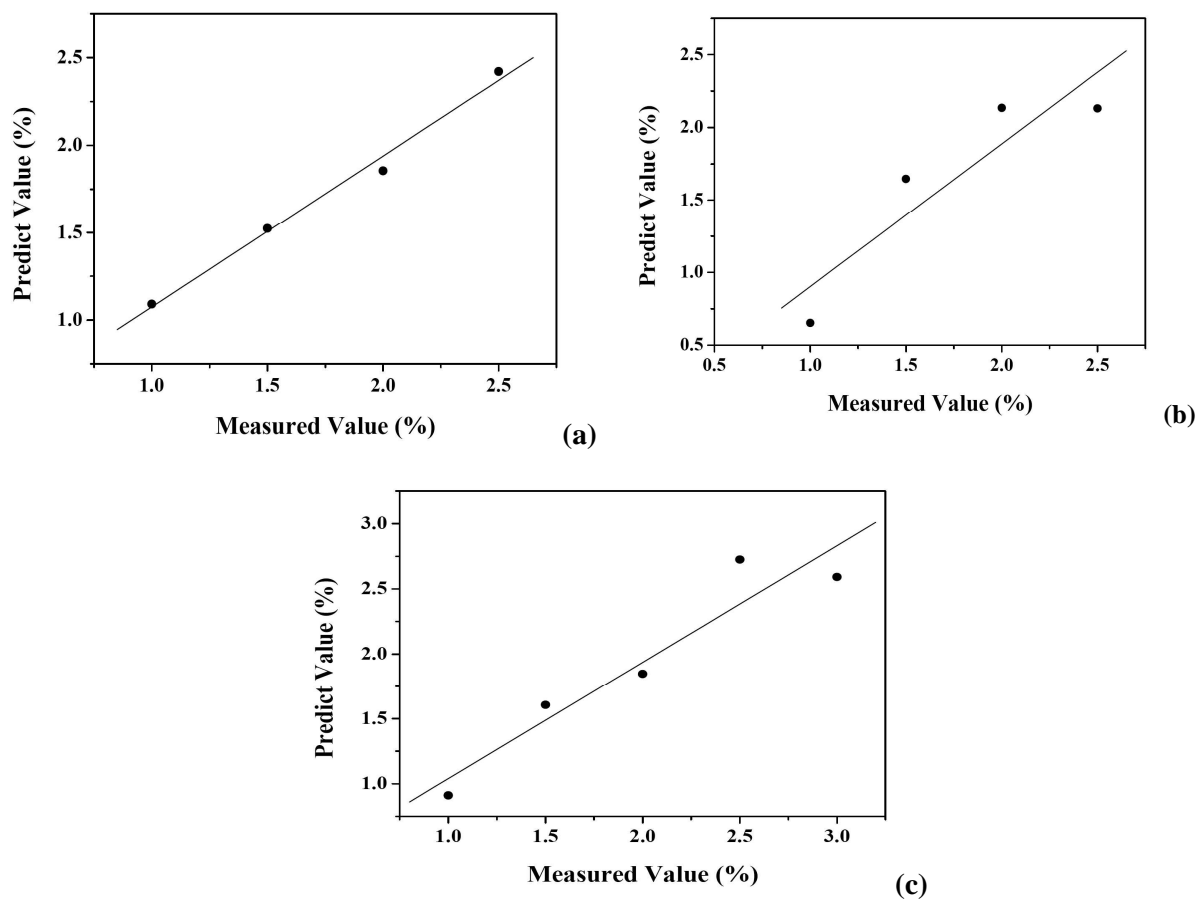 2.5
2.0
1.5
1.0
Predict Value (%)
1.0 1.5 2.0 2.5
Measured Value (%)
(a)
2.5
2.0
1.5
1.0
0.5
Predict Value (%)
0.5 1.0 1.5 2.0 2.5
Measured Value (%)
(b)
3.0
2.5
2.0
1.5
1.0
Predict Value (%)
1.0 1.5 2.0 2.5 3.0
Measured Value (%)
(c)